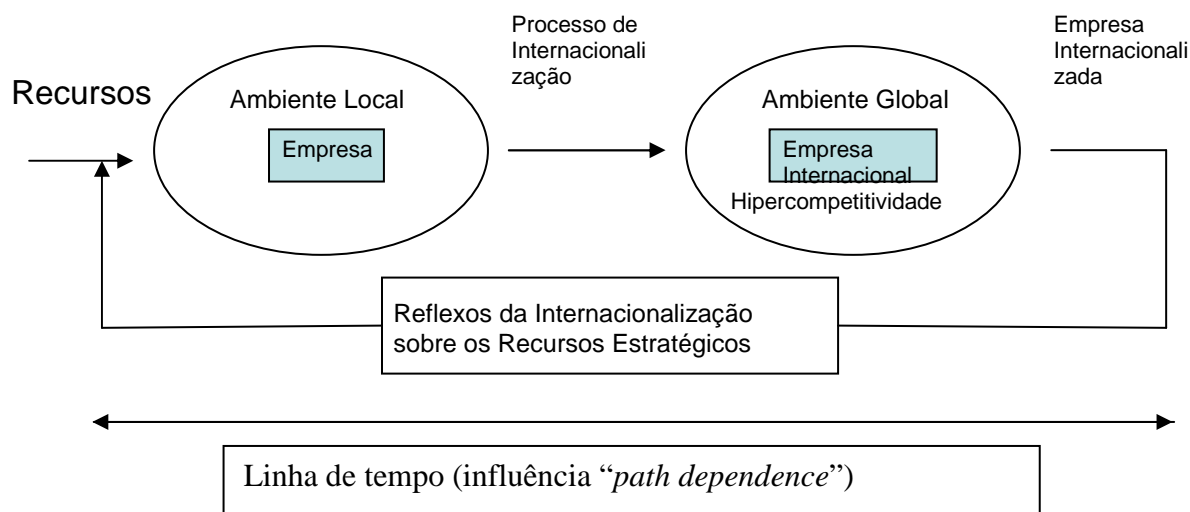 Processo de
Internacionali
zação
Empresa
Internacionali
zada
Recursos
Ambiente Local
Empresa
Ambiente Global
Empresa
Internacional
Hipercompetitividade
Reflexos da Internacionalização
sobre os Recursos Estratégicos
Linha de tempo (influência “path dependence”)